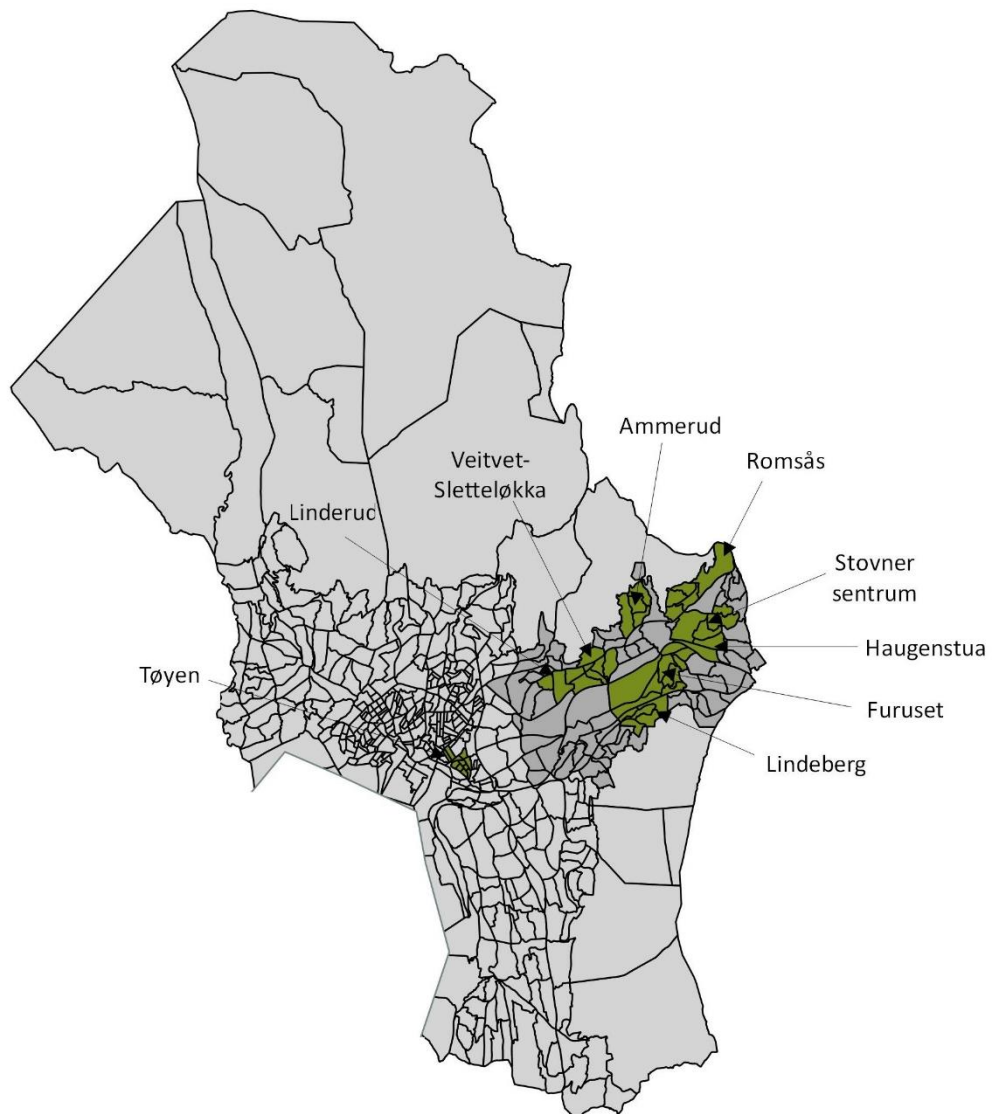 Ammerud
Romsås
Veitvet-
Sletteløkka
Linderud
Stovner
sentrum
Haugenstua
Tøyen
Furuset
Lindeberg